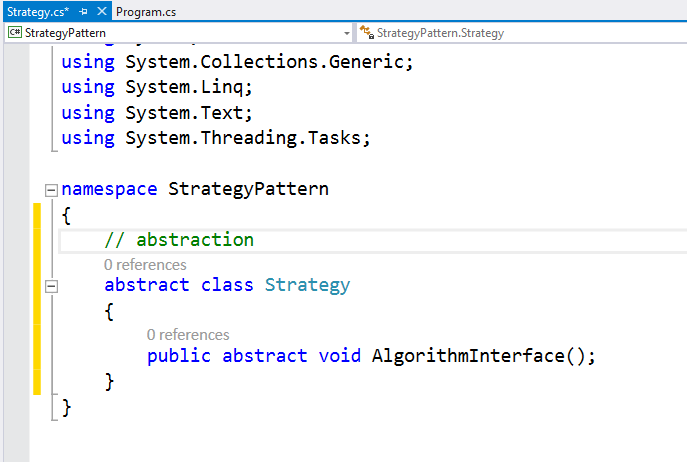 Strategy.cs*
Program.cs
C# StrategyPattern
StrategyPattern.Strategy
using System.Collections.Generic;
using System.Linq;
using System.Text;
using System.Threading.Tasks;
namespace StrategyPattern
{
// abstraction
0 references
abstract class Strategy
{
0 references
public abstract void AlgorithmInterface();
}
}